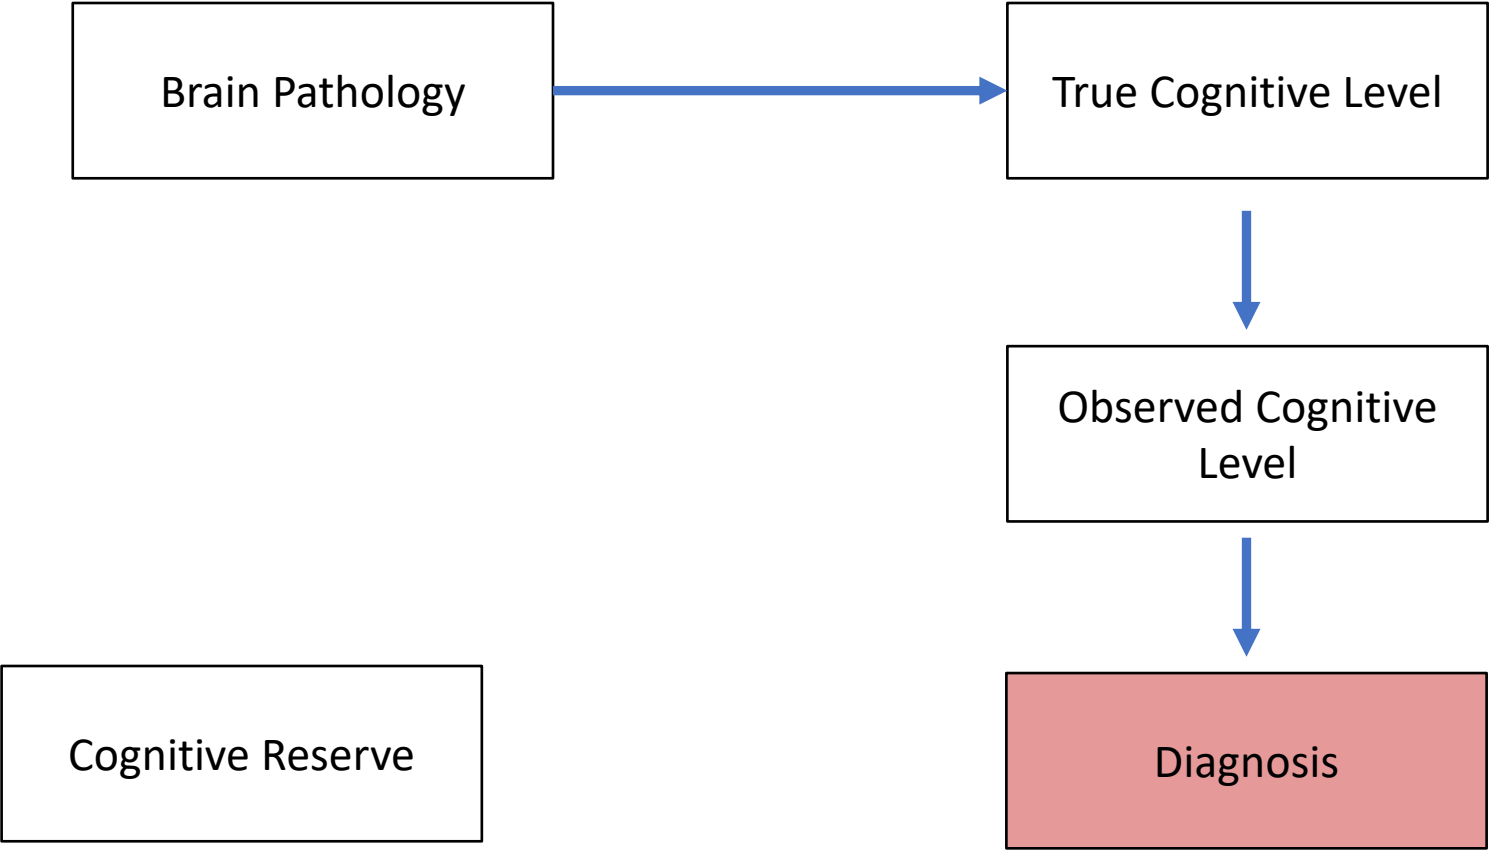 Brain Pathology
True Cognitive Level
Observed Cognitive
Level
Cognitive Reserve
Diagnosis